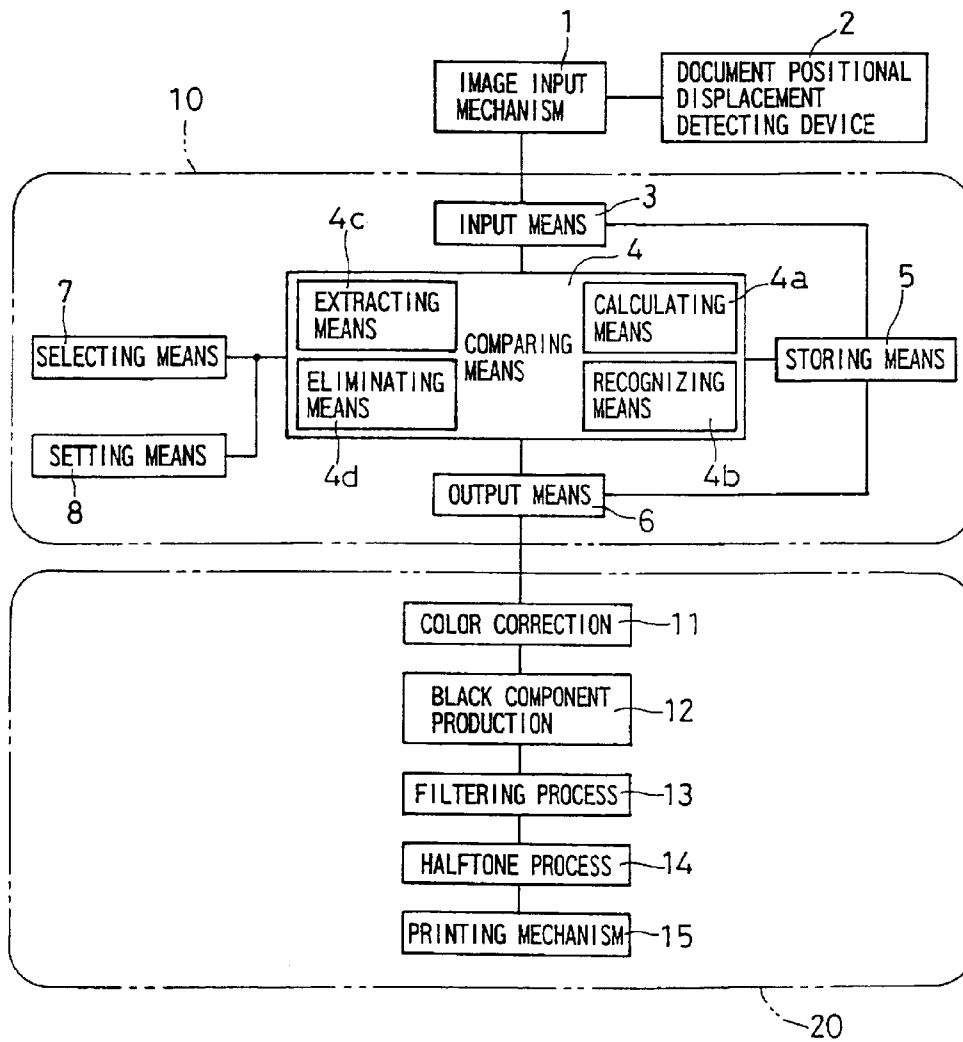 1
2
IMAGE INPUT
MECHANISM
DOCUMENT POSITIONAL
DISPLACEMENT
DETECTING DEVICE
10
INPUT MEANS
3
4c
4
4a
5
7
EXTRACTING
MEANS
CALCULATING
MEANS
SELECTING MEANS
COMPARING
MEANS
STORING MEANS
ELIMINATING
MEANS
RECOGNIZING
MEANS
SETTING MEANS
8
4d
4b
OUTPUT MEANS
6
COLOR CORRECTION
11
BLACK COMPONENT
PRODUCTION
12
FILTERING PROCESS
13
HALFTONE PROCESS
14
PRINTING MECHANISM
15
20